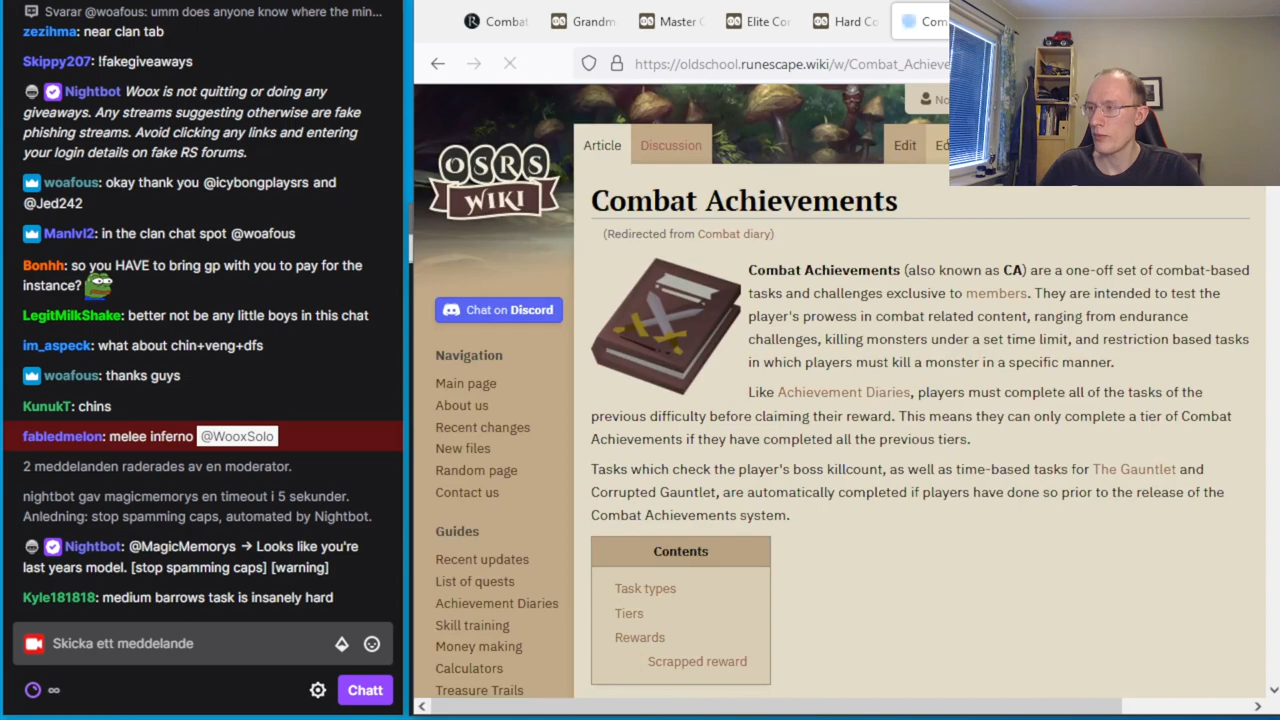 Svarar @woafous: umm does anyone know where the min...
zezihma: near clan tab
Skippy207: !fakegiveaways
Nightbot Woox is not quitting or doing any
giveaways. Any streams suggesting otherwise are fake
phishing streams. Avoid clicking any links and entering
your login details on fake RS forums.
woafous: okay thank you @icybongplaysrs and
@Jed242
Manlvl2: in the clan chat spot @woafous
Bonhh: so you HAVE to bring gp with you to pay for the
instance?
LegitMilkShake: better not be any little boys in this chat
im_aspeck: what about chin+veng+dfs
woafous: thanks guys
KunukT: chins
fabledmelon: melee inferno @WooxSolo
2 meddelanden raderades av en moderator.
nightbot gav magicmemorys en timeout i 5 sekunder.
Anledning: stop spamming caps, automated by Nightbot.
Nightbot: @MagicMemorys → Looks like you're
last years model. [stop spamming caps] [warning]
Kyle181818: medium barrows task is insanely hard
Skicka ett meddelande
∞
Chatt
Combat
Grandm
Master
Elite Co
Hard Co
Com
https://oldschool.runescape.wiki/w/Combat_Achieve
No
OSRS
WIKI
Article
Discussion
Edit
Ed
Combat Achievements
(Redirected from Combat diary)
Combat Achievements (also known as CA) are a one-off set of combat-based
tasks and challenges exclusive to members. They are intended to test the
player's prowess in combat related content, ranging from endurance
challenges, killing monsters under a set time limit, and restriction based tasks
in which players must kill a monster in a specific manner.
Like Achievement Diaries, players must complete all of the tasks of the
previous difficulty before claiming their reward. This means they can only complete a tier of Combat
Achievements if they have completed all the previous tiers.
Tasks which check the player's boss killcount, as well as time-based tasks for The Gauntlet and
Corrupted Gauntlet, are automatically completed if players have done so prior to the release of the
Combat Achievements system.
Contents
Task types
Tiers
Rewards
Scrapped reward
Chat on Discord
Navigation
Main page
About us
Recent changes
New files
Random page
Contact us
Guides
Recent updates
List of quests
Achievement Diaries
Skill training
Money making
Calculators
Treasure Trails